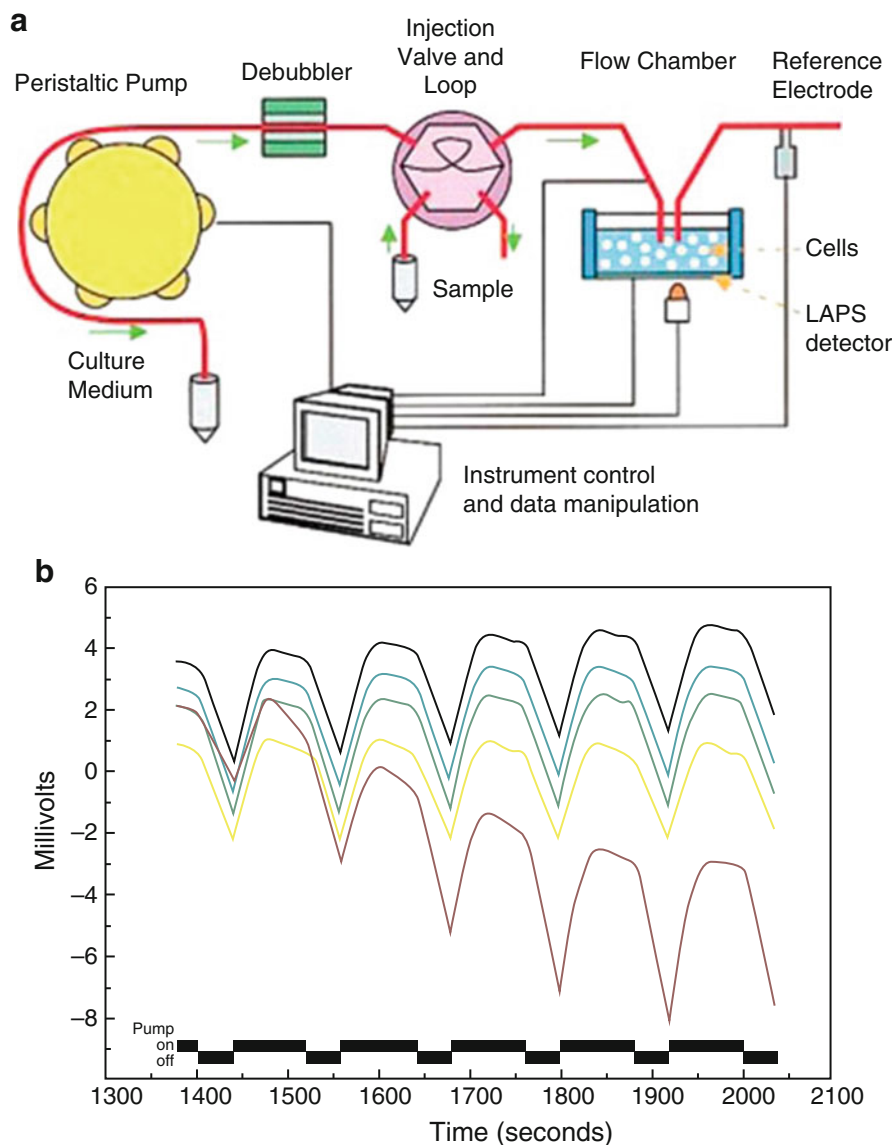 a
Injection
Valve and
Loop
Debubbler
Flow Chamber
Reference
Electrode
Peristaltic Pump
Cells
Sample
LAPS
detector
Culture
Medium
Instrument control
and data manipulation
b
6
4
2
0
–2
–4
–6
–8
Millivolts
Pump
on
off
1300 1400 1500 1600 1700 1800 1900 2000 2100
Time (seconds)